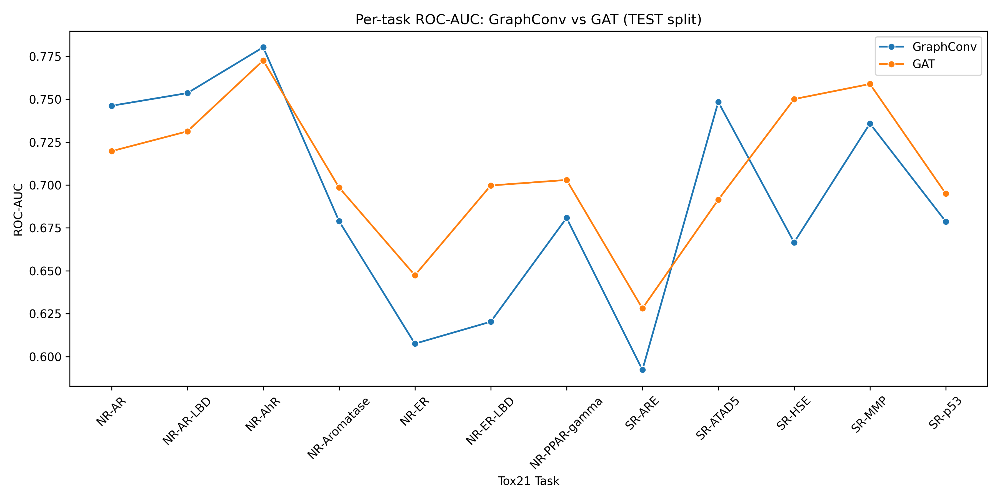 Per-task ROC-AUC: GraphConv vs GAT (TEST split)
GraphConv
GAT
ROC-AUC
0.775
0.750
0.725
0.700
0.675
0.650
0.625
0.600
NR-AR
NR-AR-LBD
NR-AhR
NR-Aromatase
NR-ER
NR-ER-LBD
NR-PPAR-gamma
SR-ARE
SR-ATAD5
SR-HSE
SR-MMP
SR-p53
Tox21 Task